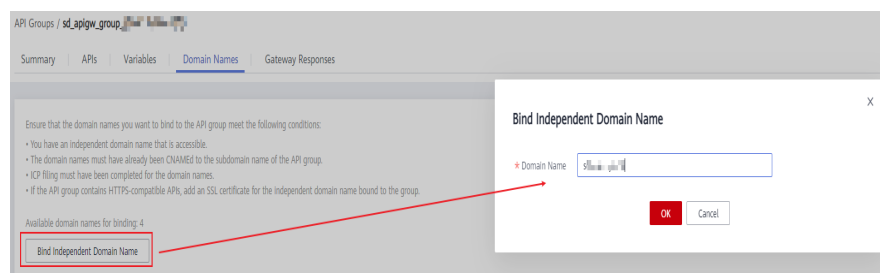 API Groups / sd_apigw_group_
Summary
APIs
Variables
Domain Names
Gateway Responses
Ensure that the domain names you want to bind to the API group meet the following conditions:
• You have an independent domain name that is accessible.
• The domain names must have already been CNAMEd to the subdomain name of the API group.
• ICP filing must have been completed for the domain names.
• If the API group contains HTTPS-compatible APIs, add an SSL certificate for the independent domain name bound to the group.
Available domain names for binding: 4
Bind Independent Domain Name
X
Bind Independent Domain Name
* Domain Name
OK
Cancel